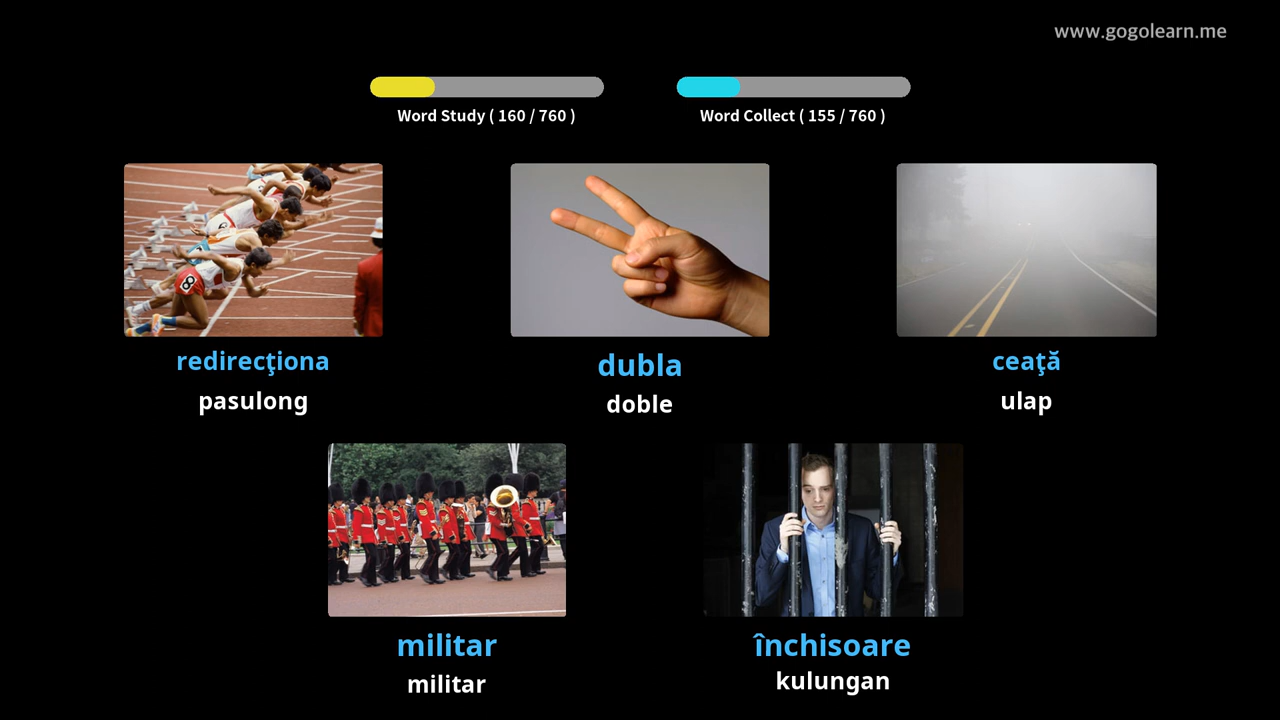 www.gogolearn.me
Word Study ( 160 / 760 )
Word Collect ( 155 / 760 )
redirecţiona
pasulong
dubla
doble
ceaţă
ulap
militar
militar
închisoare
kulungan